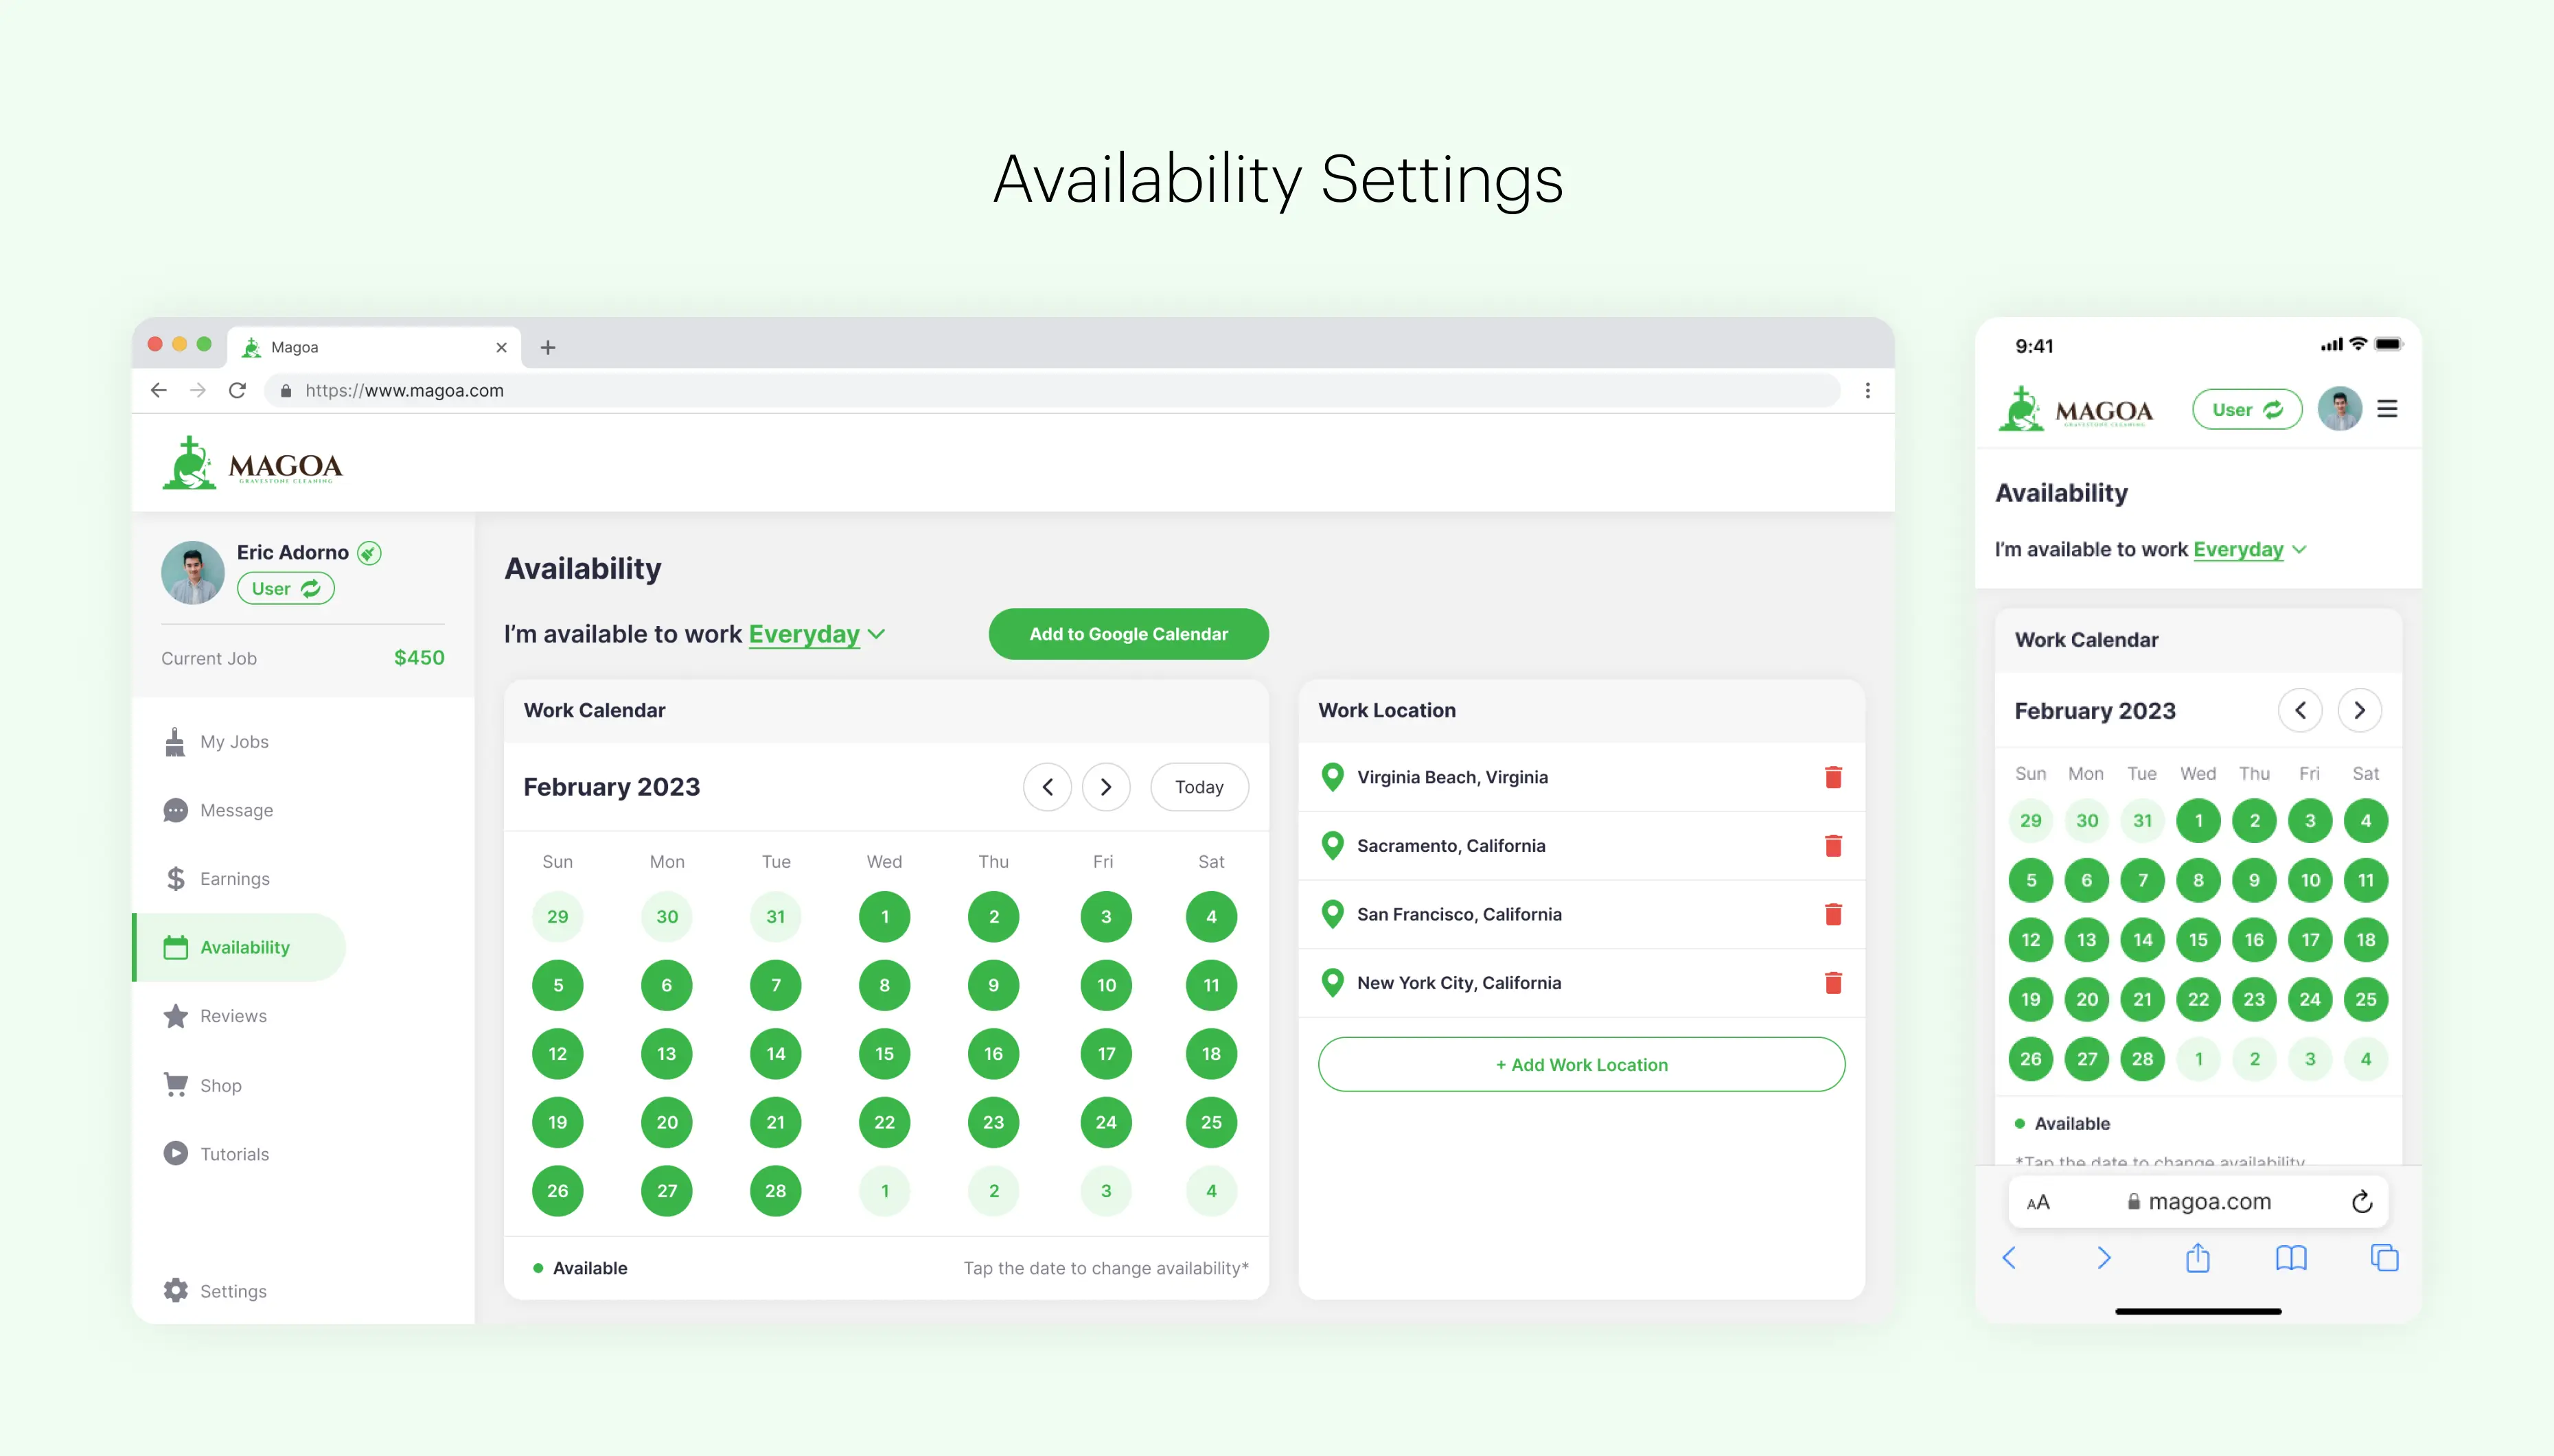 Availability Settings
Magoa
https://www.magoa.com
MAGOA
GRAVESTONE CLEANING
Eric Adorno
User
Current Job $450
My Jobs
Message
Earnings
Availability
Reviews
Shop
Tutorials
Settings
Availability
I'm available to work Everyday
Add to Google Calendar
Work Calendar
February 2023
Today
Sun Mon Tue Wed Thu Fri Sat
29 30 31 1 2 3 4
5 6 7 8 9 10 11
12 13 14 15 16 17 18
19 20 21 22 23 24 25
26 27 28 1 2 3 4
Available
Tap the date to change availability*
Work Location
Virginia Beach, Virginia
Sacramento, California
San Francisco, California
New York City, California
+ Add Work Location
9:41
MAGOA
GRAVESTONE CLEANING
User
Availability
I'm available to work Everyday
Work Calendar
February 2023
Sun Mon Tue Wed Thu Fri Sat
29 30 31 1 2 3 4
5 6 7 8 9 10 11
12 13 14 15 16 17 18
19 20 21 22 23 24 25
26 27 28 1 2 3 4
Available
*Tap the date to change availability
AA magoa.com